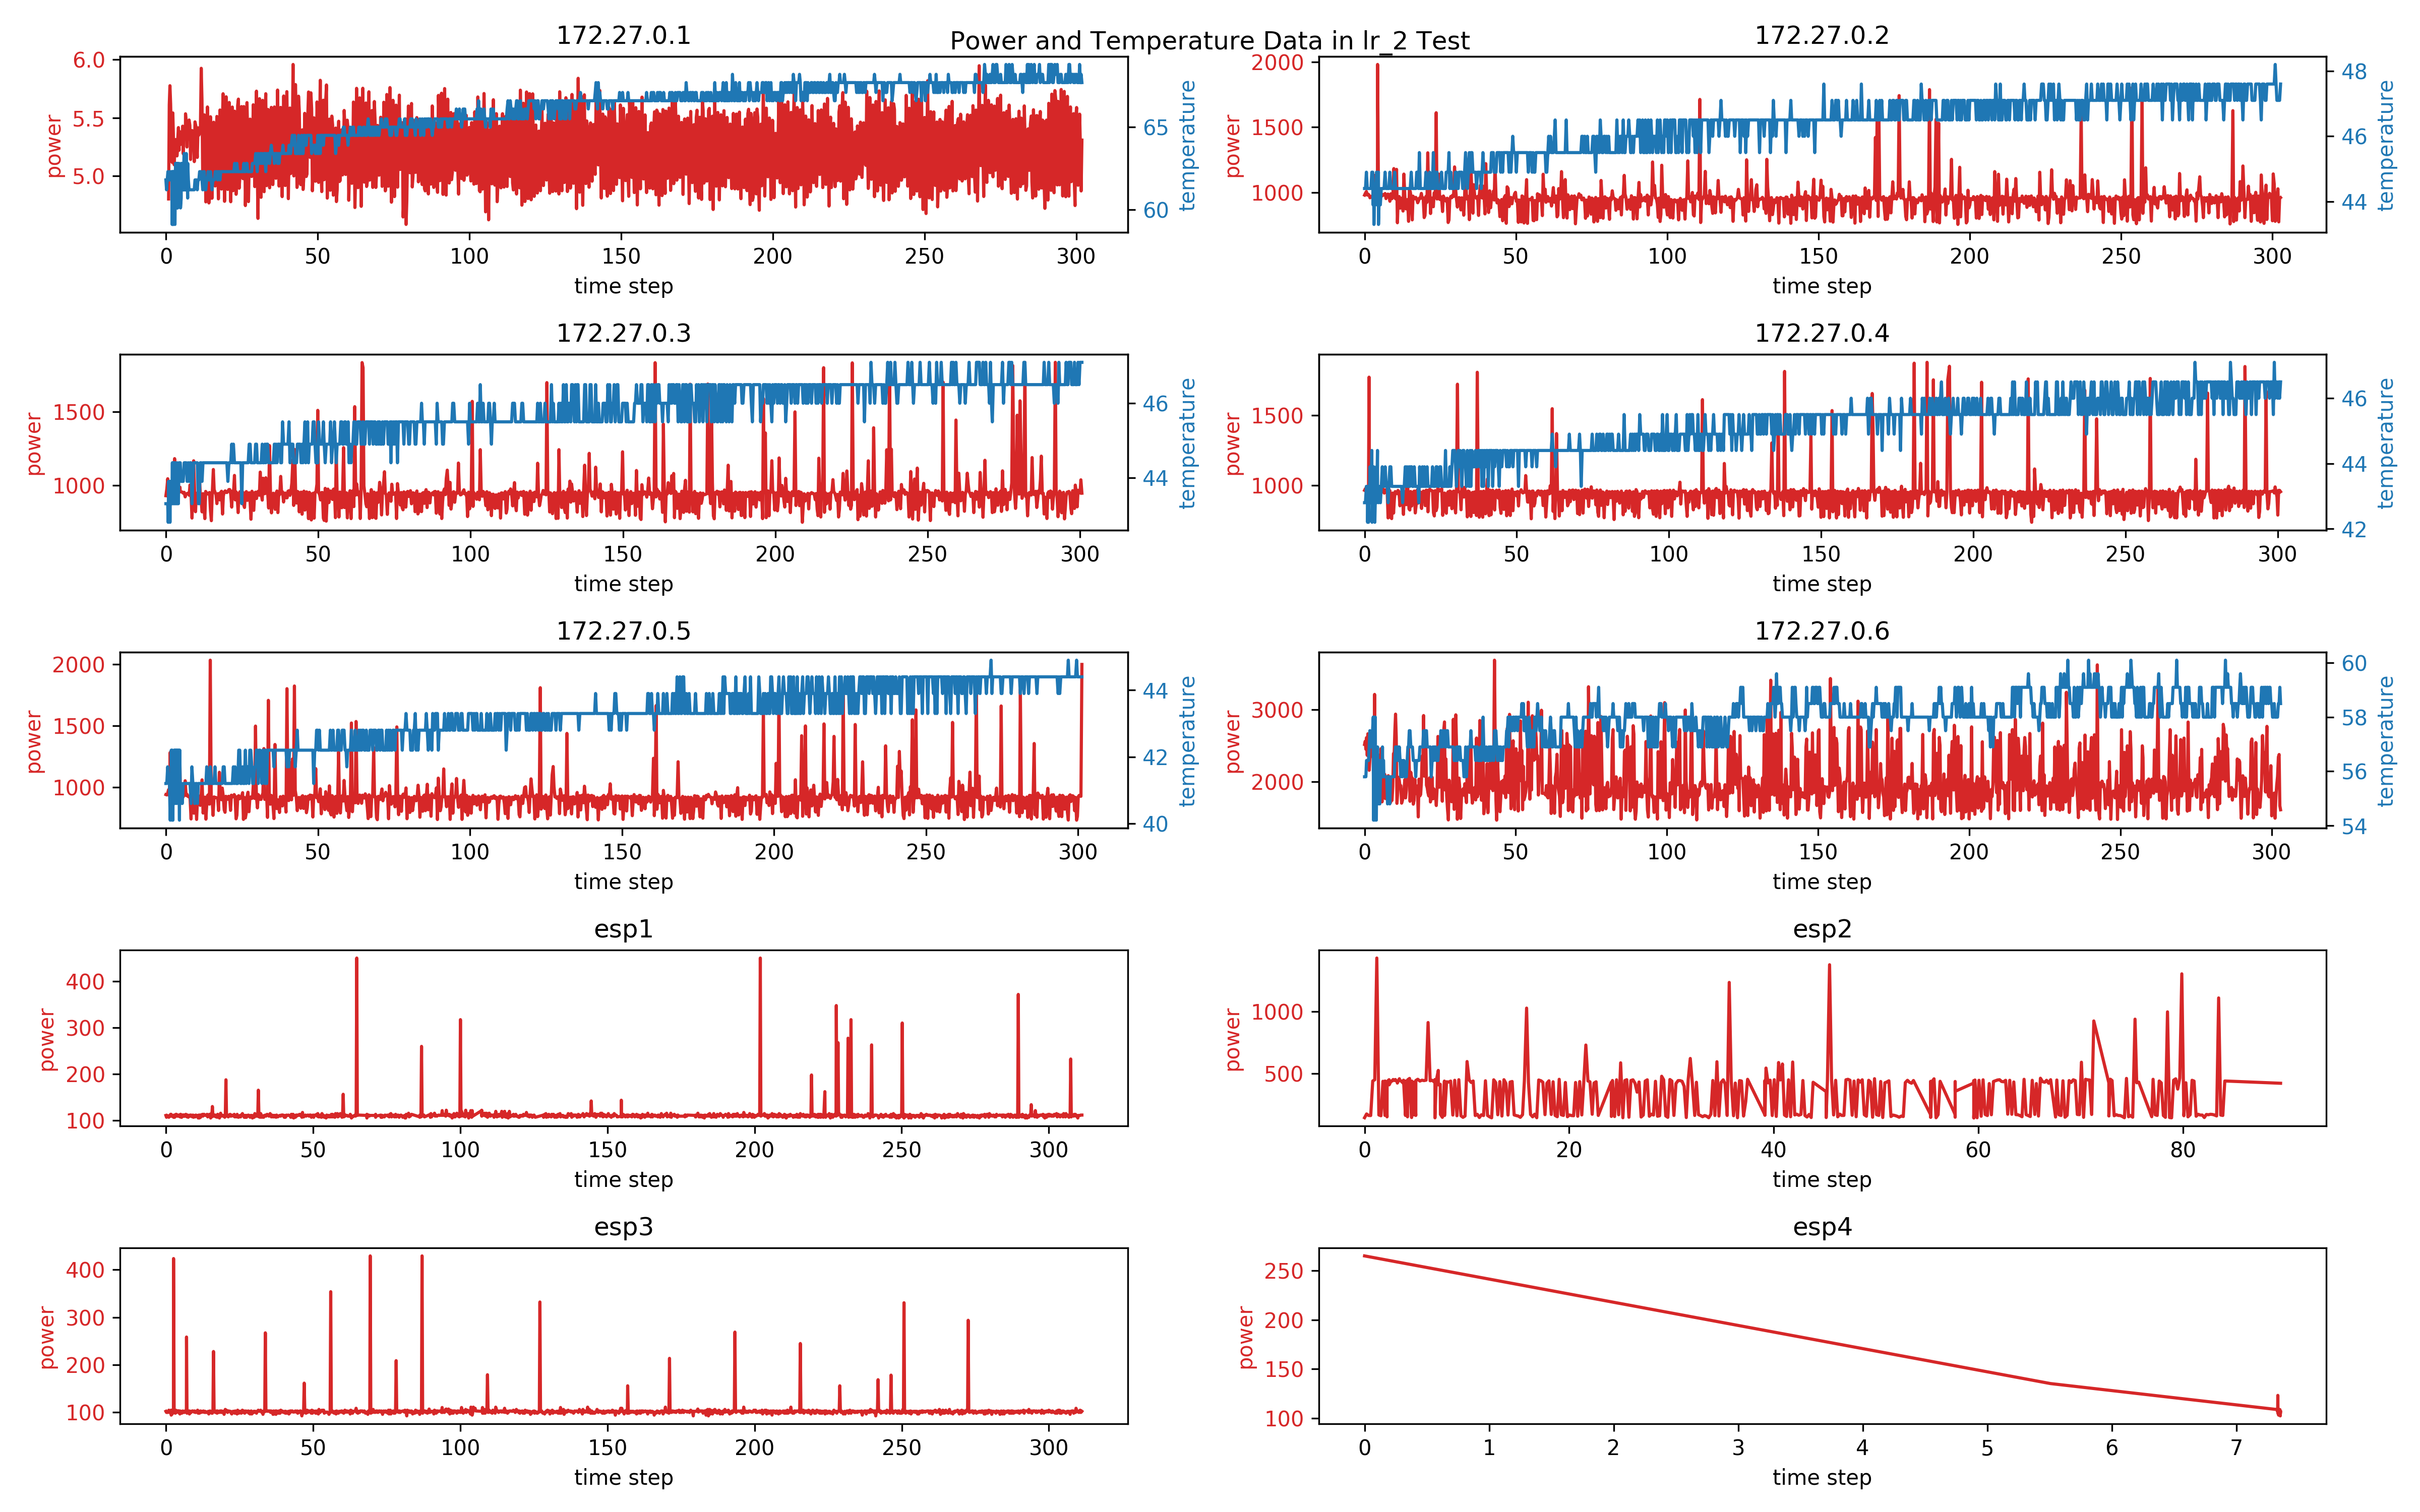 Power and Temperature Data in lr_2 Test
172.27.0.1
6.0
5.5
5.0
power
65
60
temperature
0 50 100 150 200 250 300
time step
172.27.0.2
2000
1500
1000
power
48
46
44
temperature
0 50 100 150 200 250 300
time step
172.27.0.3
1500
1000
power
46
44
temperature
0 50 100 150 200 250 300
time step
172.27.0.4
1500
1000
power
46
44
42
temperature
0 50 100 150 200 250 300
time step
172.27.0.5
2000
1500
1000
power
44
42
40
temperature
0 50 100 150 200 250 300
time step
172.27.0.6
3000
2000
power
60
58
56
54
temperature
0 50 100 150 200 250 300
time step
esp1
400
300
200
100
power
0 50 100 150 200 250 300
time step
esp2
1000
500
power
0 20 40 60 80
time step
esp3
400
300
200
100
power
0 50 100 150 200 250 300
time step
esp4
250
200
150
100
power
0 1 2 3 4 5 6 7
time step